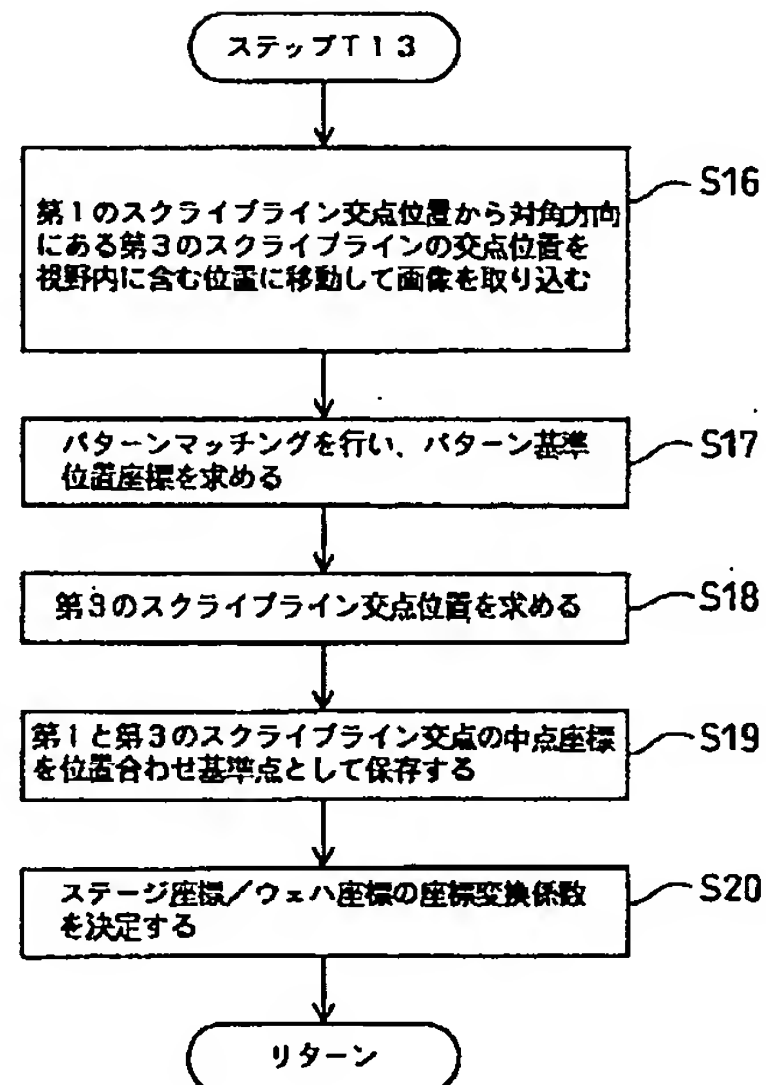 ステップT13
第1のスクライブライン交点位置から対角方向
にある第3のスクライブラインの交点位置を
視野内に含む位置に移動して画像を取り込む
S16
パターンマッチングを行い、パターン基準
位置座標を求める
S17
第3のスクライブライン交点位置を求める
S18
第1と第3のスクライブライン交点の中点座標
を位置合わせ基準点として保存する
S19
ステージ座標/ウェハ座標の座標変換係数
を決定する
S20
リターン